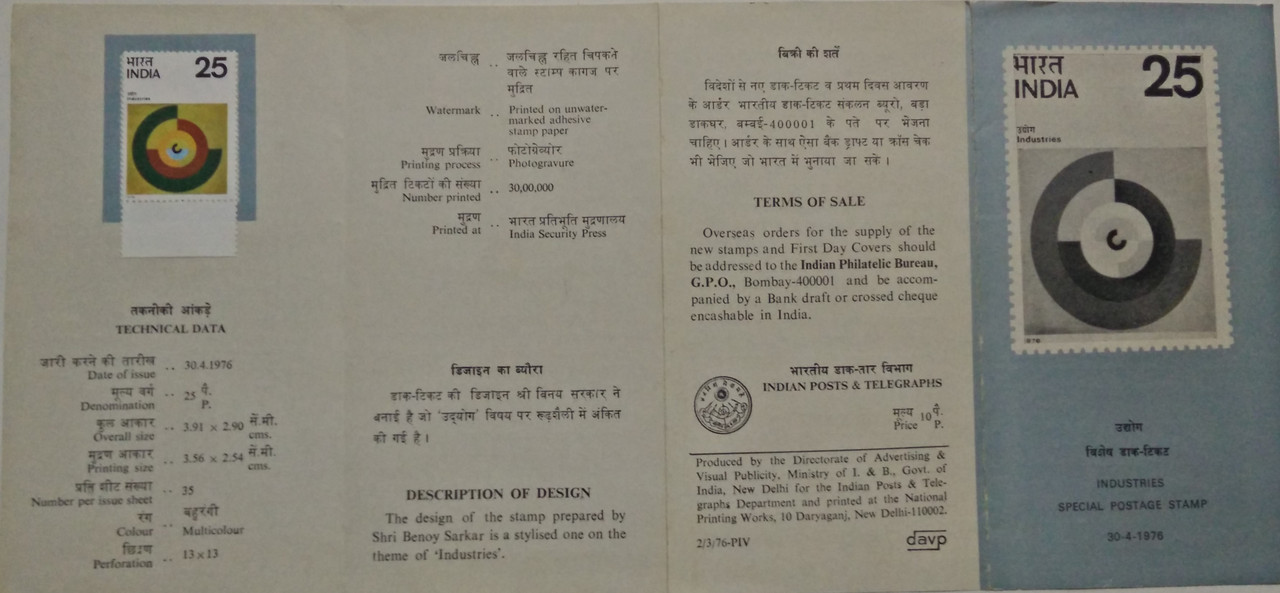 भारत
INDIA
25
उद्योग
Industries
तकनीकी आंकड़े
TECHNICAL DATA
जारी करने की तारीख .. 30.4.1976
Date of issue
मूल्य वर्ग .. 25 पै.
Denomination P.
कुल आकार .. 3.91 × 2.90 सें.मी.
Overall size cms.
मुद्रण आकार .. 3.56 × 2.54 सें.मी.
Printing size cms.
प्रति शीट संख्या .. 35
Number per issue sheet
रंग .. बहुरंगी
Colour Multicolour
छिद्रण .. 13 x 13
Perforation
जलचिह्न .. जलचिह्न रहित चिपकने
वाले स्टाम्प कागज पर
मुद्रित
Watermark .. Printed on unwater-
marked adhesive
stamp paper
मुद्रण प्रक्रिया .. फोटोग्रेव्योर
Printing process Photogravure
मुद्रित टिकटों की संख्या .. 30,00,000
Number printed
मुद्रण .. भारत प्रतिभूति मुद्रणालय
Printed at India Security Press
डिजाइन का ब्यौरा
डाक-टिकट की डिजाइन श्री विनय सरकार ने
बनाई है जो 'उद्योग' विषय पर रूढ़शैली में अंकित
की गई है।
DESCRIPTION OF DESIGN
The design of the stamp prepared by
Shri Benoy Sarkar is a stylised one on the
theme of 'Industries'.
बिक्री की शर्तें
विदेशों से नए डाक-टिकट व प्रथम दिवस आवरण
के आर्डर भारतीय डाक-टिकट संकलन ब्यूरो, बड़ा
डाकघर, बम्बई-400001 के पते पर भेजना
चाहिए। आर्डर के साथ ऐसा बैंक ड्राफ्ट या क्रॉस चेक
भी भेजिए जो भारत में भुनाया जा सके।
TERMS OF SALE
Overseas orders for the supply of the
new stamps and First Day Covers should
be addressed to the Indian Philatelic Bureau,
G.P.O., Bombay-400001 and be accom-
panied by a Bank draft or crossed cheque
encashable in India.
भारतीय डाक-तार विभाग
INDIAN POSTS & TELEGRAPHS
मूल्य 10 पै.
Price P.
Produced by the Directorate of Advertising &
Visual Publicity, Ministry of I. & B., Govt. of
India, New Delhi for the Indian Posts & Tele-
graphs Department and printed at the National
Printing Works, 10 Daryaganj, New Delhi-110002.
2/3/76-PIV
davp
भारत
INDIA
25
उद्योग
Industries
1976
उद्योग
विशेष डाक-टिकट
INDUSTRIES
SPECIAL POSTAGE STAMP
30-4-1976